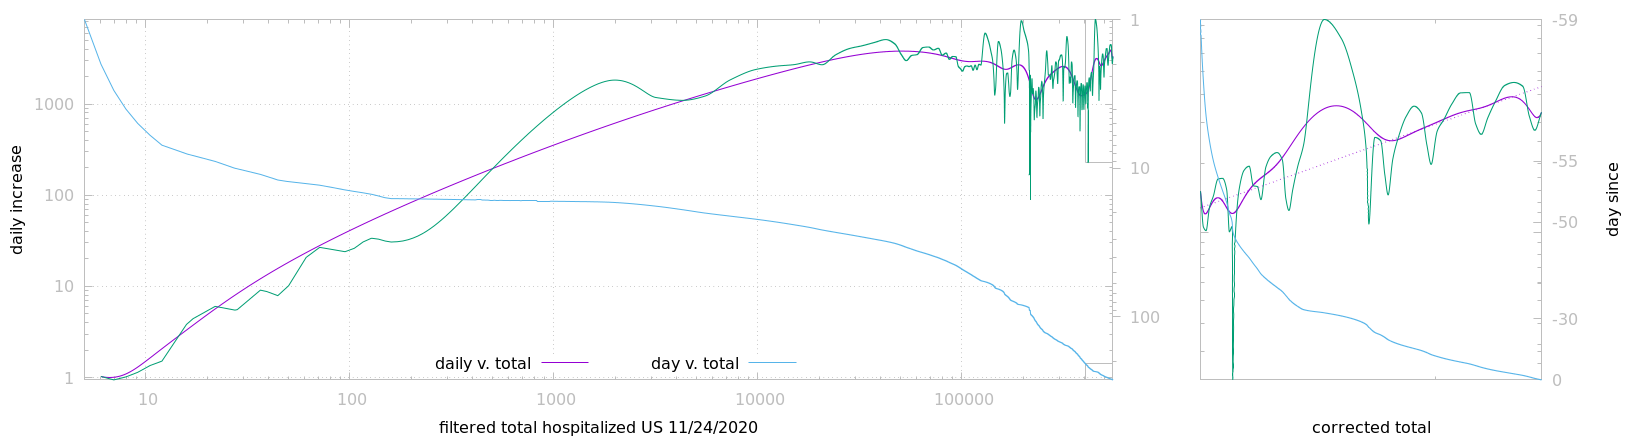 daily increase
1000
100
10
1
10
100
1000
10000
100000
filtered total hospitalized US 11/24/2020
daily v. total
day v. total
1
10
100
-59
-55
-50
-30
0
day since
corrected total